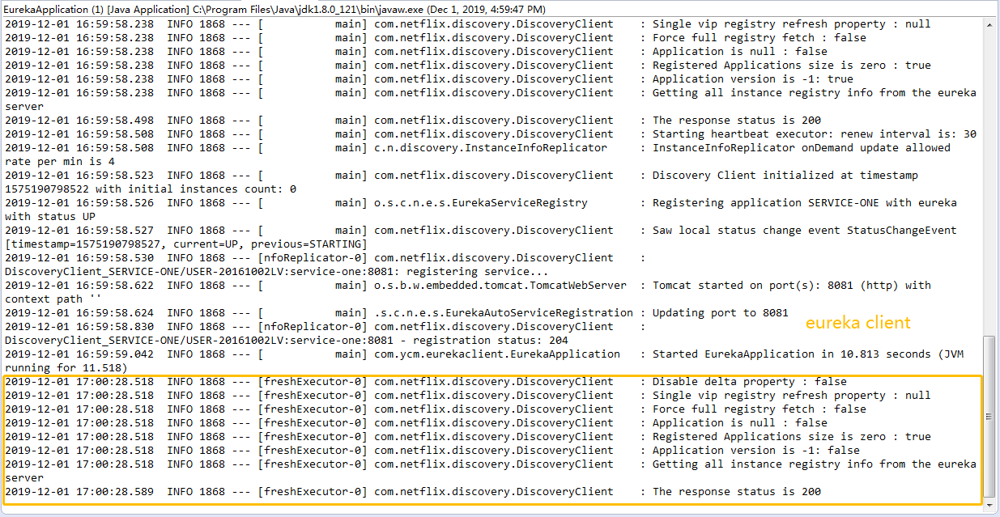 EurekaApplication (1) [Java Application] C:\Program Files\Java\jdk1.8.0_121\bin\javaw.exe (Dec 1, 2019, 4:59:47 PM)
2019-12-01 16:59:58.238  INFO 1868 --- [           main] com.netflix.discovery.DiscoveryClient    : Single vip registry refresh property : null
2019-12-01 16:59:58.238  INFO 1868 --- [           main] com.netflix.discovery.DiscoveryClient    : Force full registry fetch : false
2019-12-01 16:59:58.238  INFO 1868 --- [           main] com.netflix.discovery.DiscoveryClient    : Application is null : false
2019-12-01 16:59:58.238  INFO 1868 --- [           main] com.netflix.discovery.DiscoveryClient    : Registered Applications size is zero : true
2019-12-01 16:59:58.238  INFO 1868 --- [           main] com.netflix.discovery.DiscoveryClient    : Application version is -1: true
2019-12-01 16:59:58.238  INFO 1868 --- [           main] com.netflix.discovery.DiscoveryClient    : Getting all instance registry info from the eureka
server
2019-12-01 16:59:58.498  INFO 1868 --- [           main] com.netflix.discovery.DiscoveryClient    : The response status is 200
2019-12-01 16:59:58.508  INFO 1868 --- [           main] com.netflix.discovery.DiscoveryClient    : Starting heartbeat executor: renew interval is: 30
2019-12-01 16:59:58.508  INFO 1868 --- [           main] c.n.discovery.InstanceInfoReplicator     : InstanceInfoReplicator onDemand update allowed
rate per min is 4
2019-12-01 16:59:58.523  INFO 1868 --- [           main] com.netflix.discovery.DiscoveryClient    : Discovery Client initialized at timestamp
1575190798522 with initial instances count: 0
2019-12-01 16:59:58.526  INFO 1868 --- [           main] o.s.c.n.e.s.EurekaServiceRegistry        : Registering application SERVICE-ONE with eureka
with status UP
2019-12-01 16:59:58.527  INFO 1868 --- [           main] com.netflix.discovery.DiscoveryClient    : Saw local status change event StatusChangeEvent
[timestamp=1575190798527, current=UP, previous=STARTING]
2019-12-01 16:59:58.530  INFO 1868 --- [nfoReplicator-0] com.netflix.discovery.DiscoveryClient    :
DiscoveryClient_SERVICE-ONE/USER-20161002LV:service-one:8081: registering service...
2019-12-01 16:59:58.622  INFO 1868 --- [           main] o.s.b.w.embedded.tomcat.TomcatWebServer  : Tomcat started on port(s): 8081 (http) with
context path ''
2019-12-01 16:59:58.624  INFO 1868 --- [           main] .s.c.n.e.s.EurekaAutoServiceRegistration : Updating port to 8081
eureka client
2019-12-01 16:59:58.830  INFO 1868 --- [nfoReplicator-0] com.netflix.discovery.DiscoveryClient    :
DiscoveryClient_SERVICE-ONE/USER-20161002LV:service-one:8081 - registration status: 204
2019-12-01 16:59:59.042  INFO 1868 --- [           main] com.ycm.eurekaclient.EurekaApplication   : Started EurekaApplication in 10.813 seconds (JVM
running for 11.518)
2019-12-01 17:00:28.518  INFO 1868 --- [freshExecutor-0] com.netflix.discovery.DiscoveryClient    : Disable delta property : false
2019-12-01 17:00:28.518  INFO 1868 --- [freshExecutor-0] com.netflix.discovery.DiscoveryClient    : Single vip registry refresh property : null
2019-12-01 17:00:28.518  INFO 1868 --- [freshExecutor-0] com.netflix.discovery.DiscoveryClient    : Force full registry fetch : false
2019-12-01 17:00:28.518  INFO 1868 --- [freshExecutor-0] com.netflix.discovery.DiscoveryClient    : Application is null : false
2019-12-01 17:00:28.518  INFO 1868 --- [freshExecutor-0] com.netflix.discovery.DiscoveryClient    : Registered Applications size is zero : true
2019-12-01 17:00:28.518  INFO 1868 --- [freshExecutor-0] com.netflix.discovery.DiscoveryClient    : Application version is -1: false
2019-12-01 17:00:28.518  INFO 1868 --- [freshExecutor-0] com.netflix.discovery.DiscoveryClient    : Getting all instance registry info from the eureka
server
2019-12-01 17:00:28.589  INFO 1868 --- [freshExecutor-0] com.netflix.discovery.DiscoveryClient    : The response status is 200